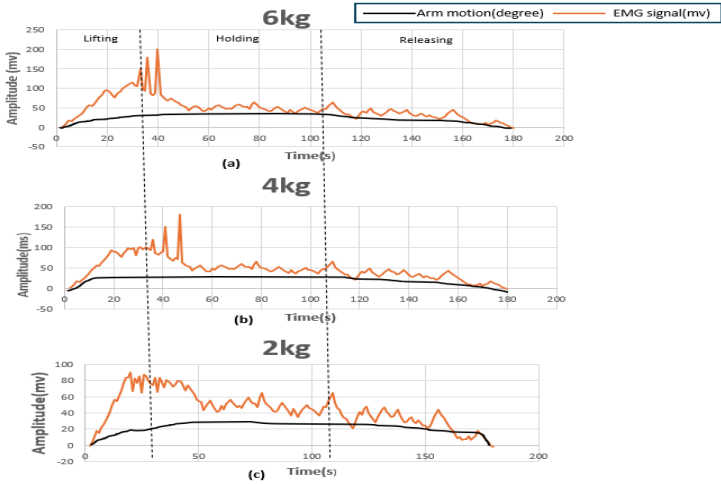 6kg
Arm motion(degree) EMG signal(mv)
Lifting Holding Releasing
Amplitude (mv)
250
200
150
100
50
0
-50
0 20 40 60 80 100 120 140 160 180 200
Time(s)
(a)
4kg
Amplitude(ms)
200
150
100
50
0
-50
0 20 40 60 80 100 120 140 160 180 200
Time(s)
(b)
2kg
Amplitude(mv)
100
80
60
40
20
0
-20
0 50 100 150 200
Time(s)
(c)